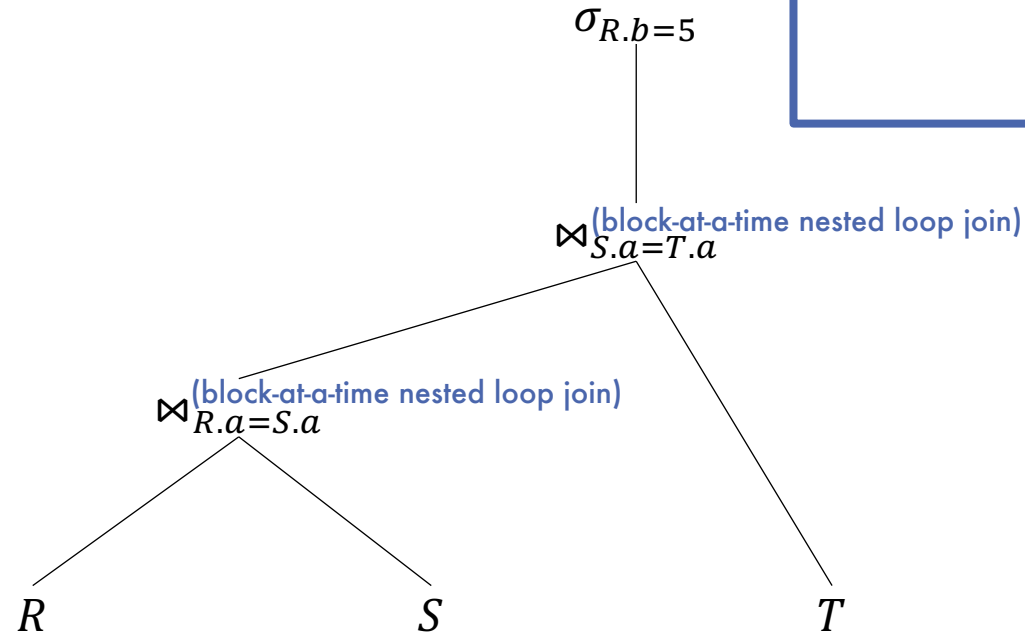 σ_{R.b=5}
(block-at-a-time nested loop join)
⋈_{S.a=T.a}
(block-at-a-time nested loop join)
⋈_{R.a=S.a}
R S T